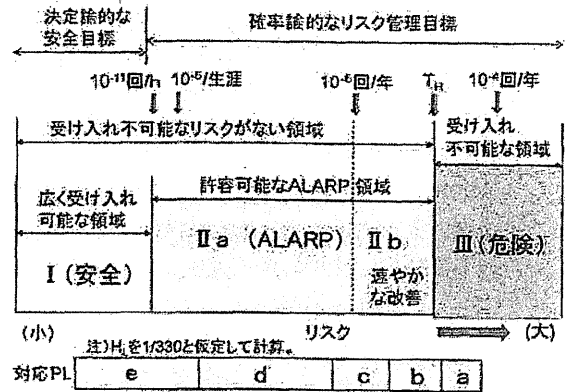 決定論的な
安全目標
確率論的なリスク管理目標
10⁻¹¹回/h
10⁻⁵/生涯
10⁻⁶回/年
T_H
10⁻⁴回/年
受け入れ不可能なリスクがない領域
受け入れ
不可能な領域
広く受け入れ
可能な領域
許容可能なALARP領域
Ⅰ(安全)
Ⅱa (ALARP)
Ⅱb
速やか
な改善
Ⅲ(危険)
(小)
リスク
(大)
注)H_Lを1/330と仮定して計算。
対応PL
e
d
c
b
a